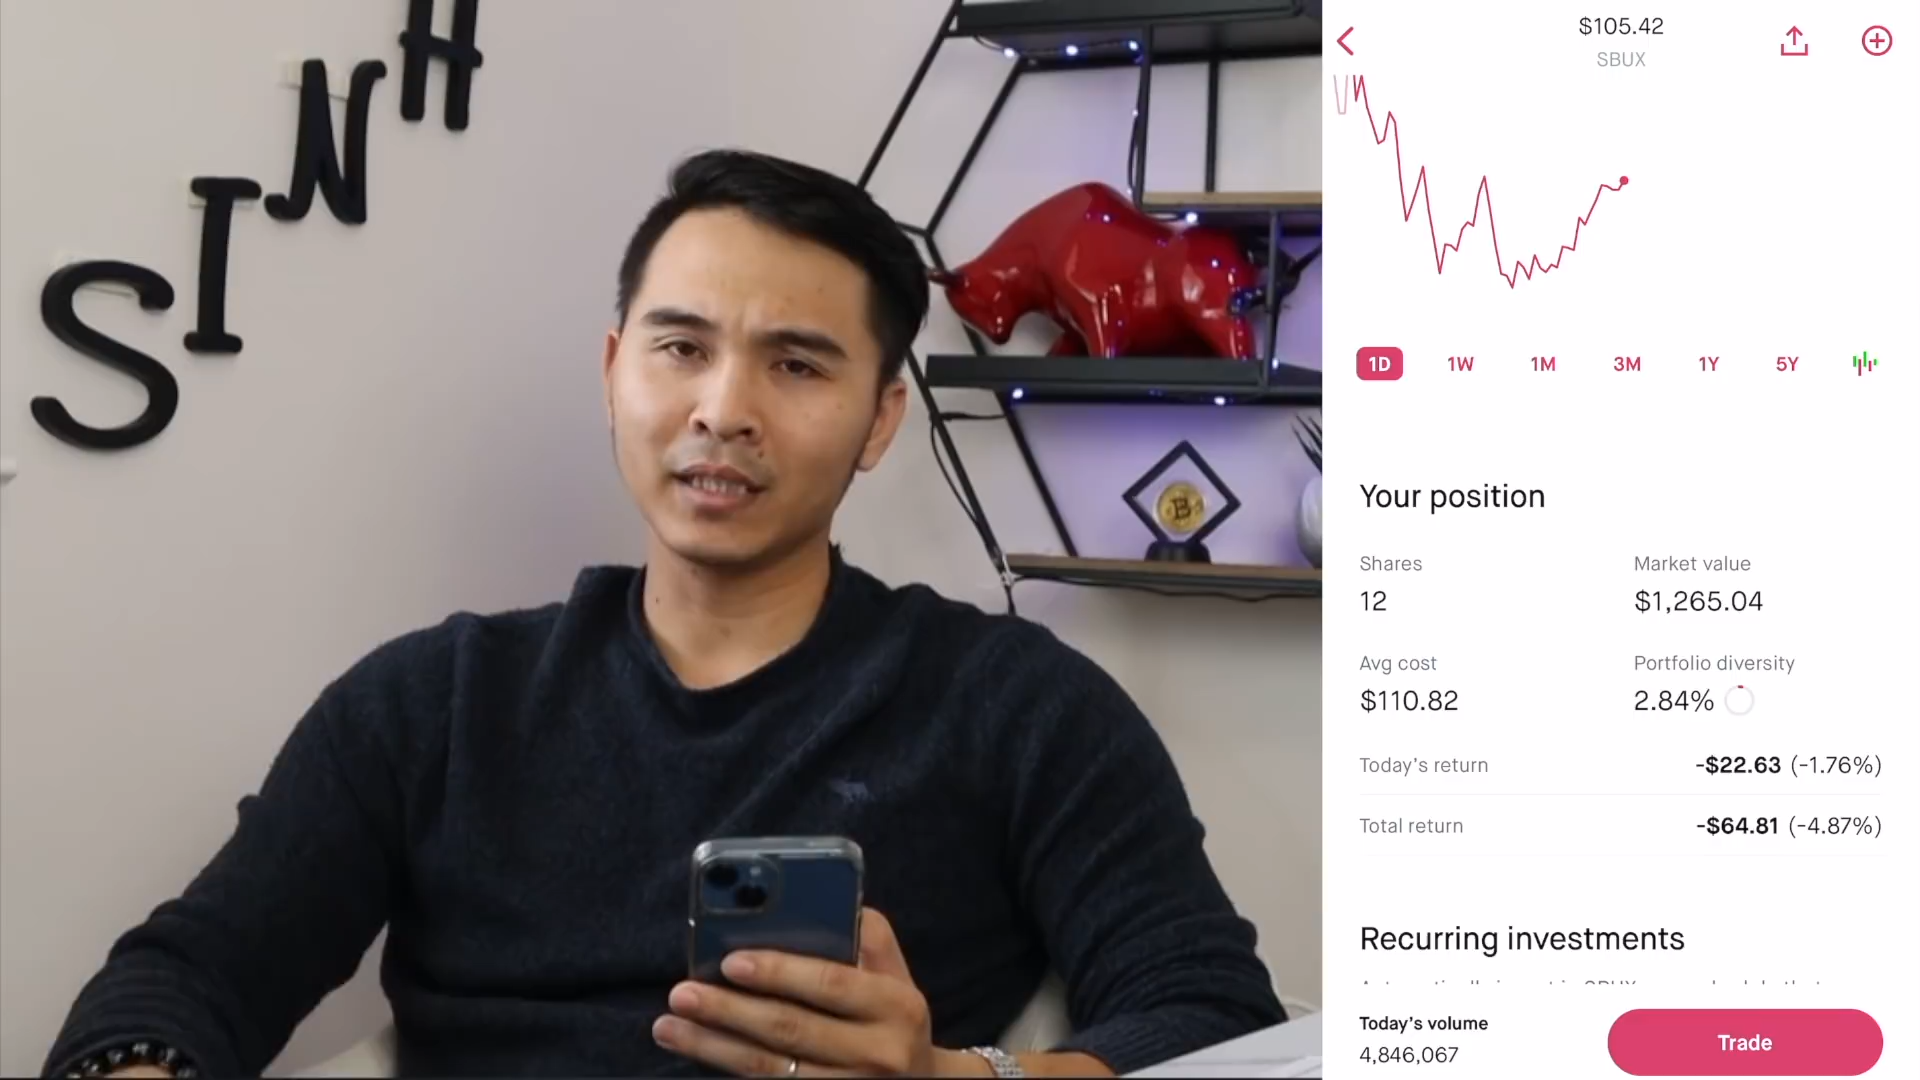 SINH
$105.42
SBUX
1D 1W 1M 3M 1Y 5Y
Your position
Shares
12
Market value
$1,265.04
Avg cost
$110.82
Portfolio diversity
2.84%
Today's return -$22.63 (-1.76%)
Total return -$64.81 (-4.87%)
Recurring investments
Today's volume
4,846,067
Trade